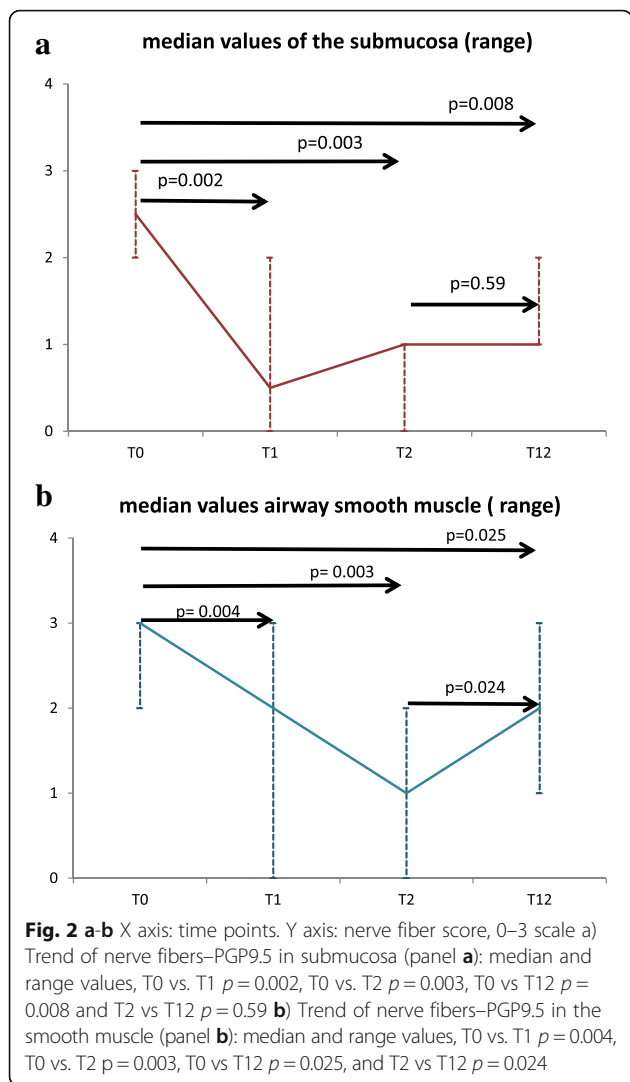 a
median values of the submucosa (range)
4
p=0.008
p=0.003
3
p=0.002
2
p=0.59
1
0
T0 T1 T2 T12
b
median values airway smooth muscle ( range)
4
p=0.025
p= 0.003
p= 0.004
3
p=0.024
2
1
0
T0 T1 T2 T12
Fig. 2 a-b X axis: time points. Y axis: nerve fiber score, 0–3 scale a)
Trend of nerve fibers–PGP9.5 in submucosa (panel a): median and
range values, T0 vs. T1 p = 0.002, T0 vs. T2 p = 0.003, T0 vs T12 p =
0.008 and T2 vs T12 p = 0.59 b) Trend of nerve fibers–PGP9.5 in the
smooth muscle (panel b): median and range values, T0 vs. T1 p = 0.004,
T0 vs. T2 p = 0.003, T0 vs T12 p = 0.025, and T2 vs T12 p = 0.024